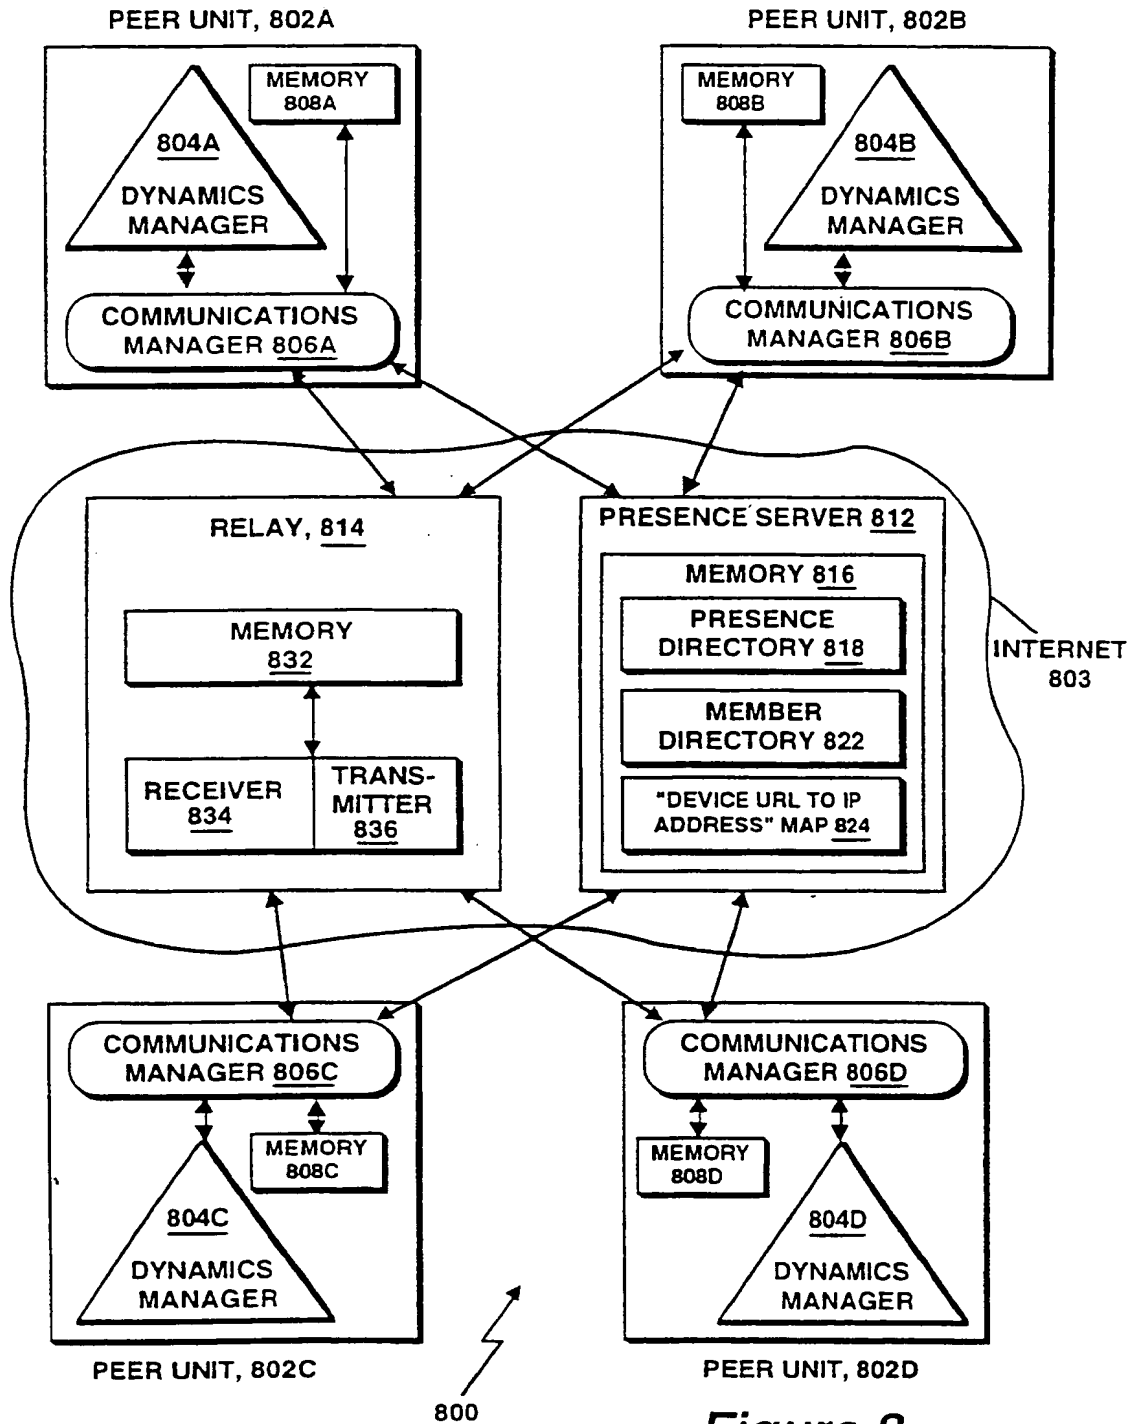 PEER UNIT, 802A
PEER UNIT, 802B
MEMORY
808A
804A
DYNAMICS
MANAGER
COMMUNICATIONS
MANAGER 806A
MEMORY
808B
804B
DYNAMICS
MANAGER
COMMUNICATIONS
MANAGER 806B
RELAY, 814
MEMORY
832
RECEIVER
834
TRANS-
MITTER
836
PRESENCE SERVER 812
MEMORY 816
PRESENCE
DIRECTORY 818
MEMBER
DIRECTORY 822
"DEVICE URL TO IP
ADDRESS" MAP 824
INTERNET
803
COMMUNICATIONS
MANAGER 806C
MEMORY
808C
804C
DYNAMICS
MANAGER
COMMUNICATIONS
MANAGER 806D
MEMORY
808D
804D
DYNAMICS
MANAGER
PEER UNIT, 802C
PEER UNIT, 802D
800